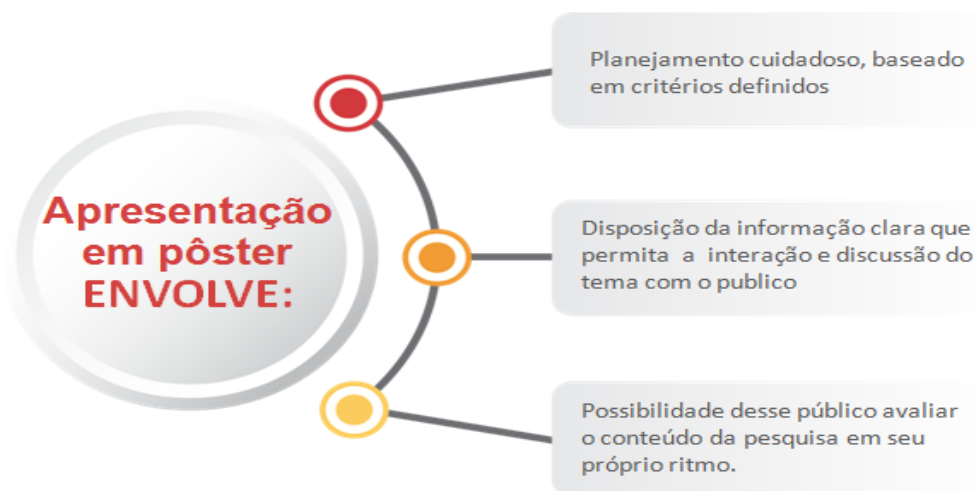 Apresentação
em pôster
ENVOLVE:
Planejamento cuidadoso, baseado
em critérios definidos
Disposição da informação clara que
permita a interação e discussão do
tema com o publico
Possibilidade desse público avaliar
o conteúdo da pesquisa em seu
próprio ritmo.